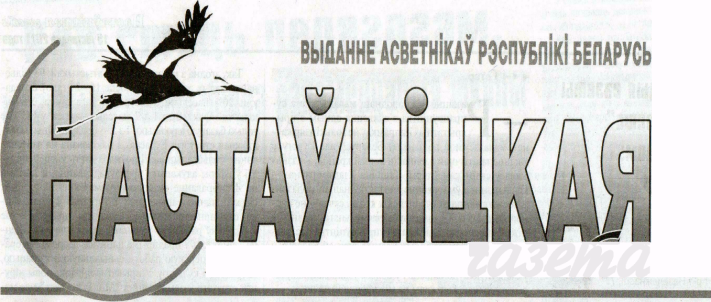 ВЫДАННЕ АСВЕТНІКАЎ РЭСПУБЛІКІ БЕЛАРУСЬ
НАСТАЎНІЦКАЯ
газета